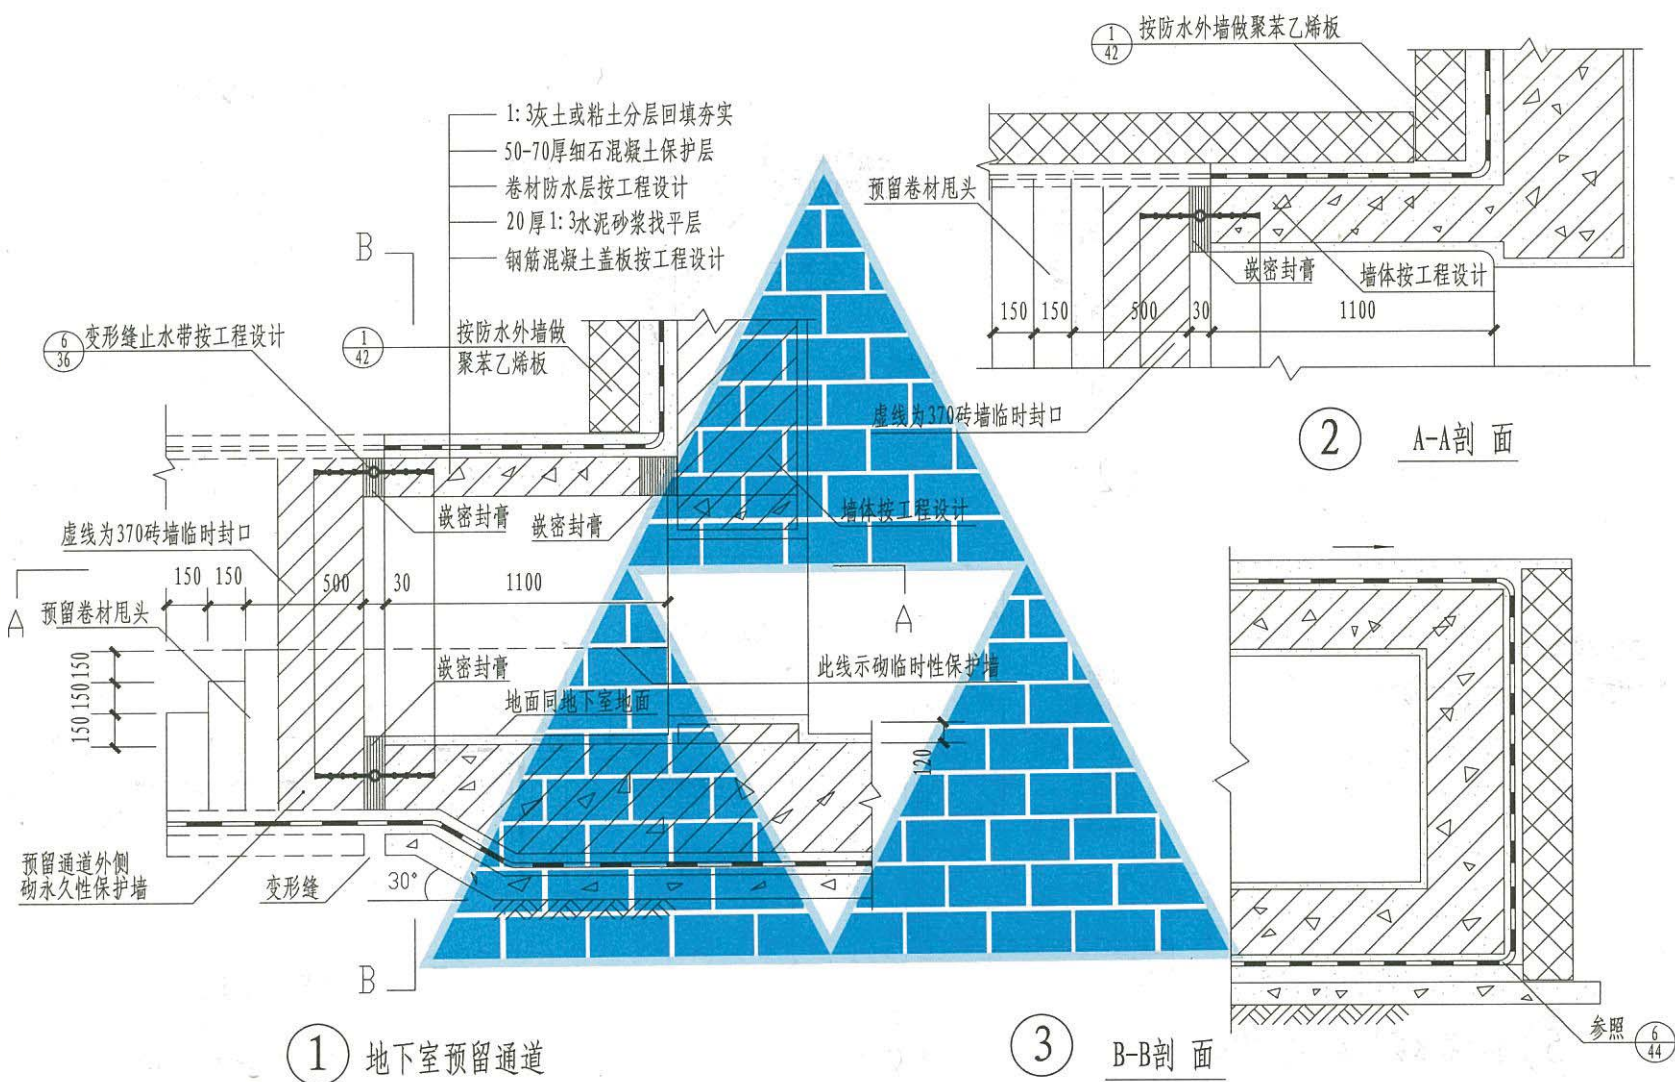 1:3灰土或粘土分层回填夯实
50-70厚细石混凝土保护层
卷材防水层按工程设计
20厚1:3水泥砂浆找平层
钢筋混凝土盖板按工程设计
B
6
36
变形缝止水带按工程设计
1
42
按防水外墙做
聚苯乙烯板
嵌密封膏
嵌密封膏
墙体按工程设计
虚线为370砖墙临时封口
150
150
500
30
1100
A
A
预留卷材甩头
150
150
150
嵌密封膏
此线示砌临时性保护墙
地面同地下室地面
120
预留通道外侧
砌永久性保护墙
变形缝
30°
B
1
地下室预留通道
1
42
按防水外墙做聚苯乙烯板
预留卷材甩头
嵌密封膏
墙体按工程设计
150
150
500
30
1100
虚线为370砖墙临时封口
2
A-A剖 面
参照
6
44
3
B-B剖 面